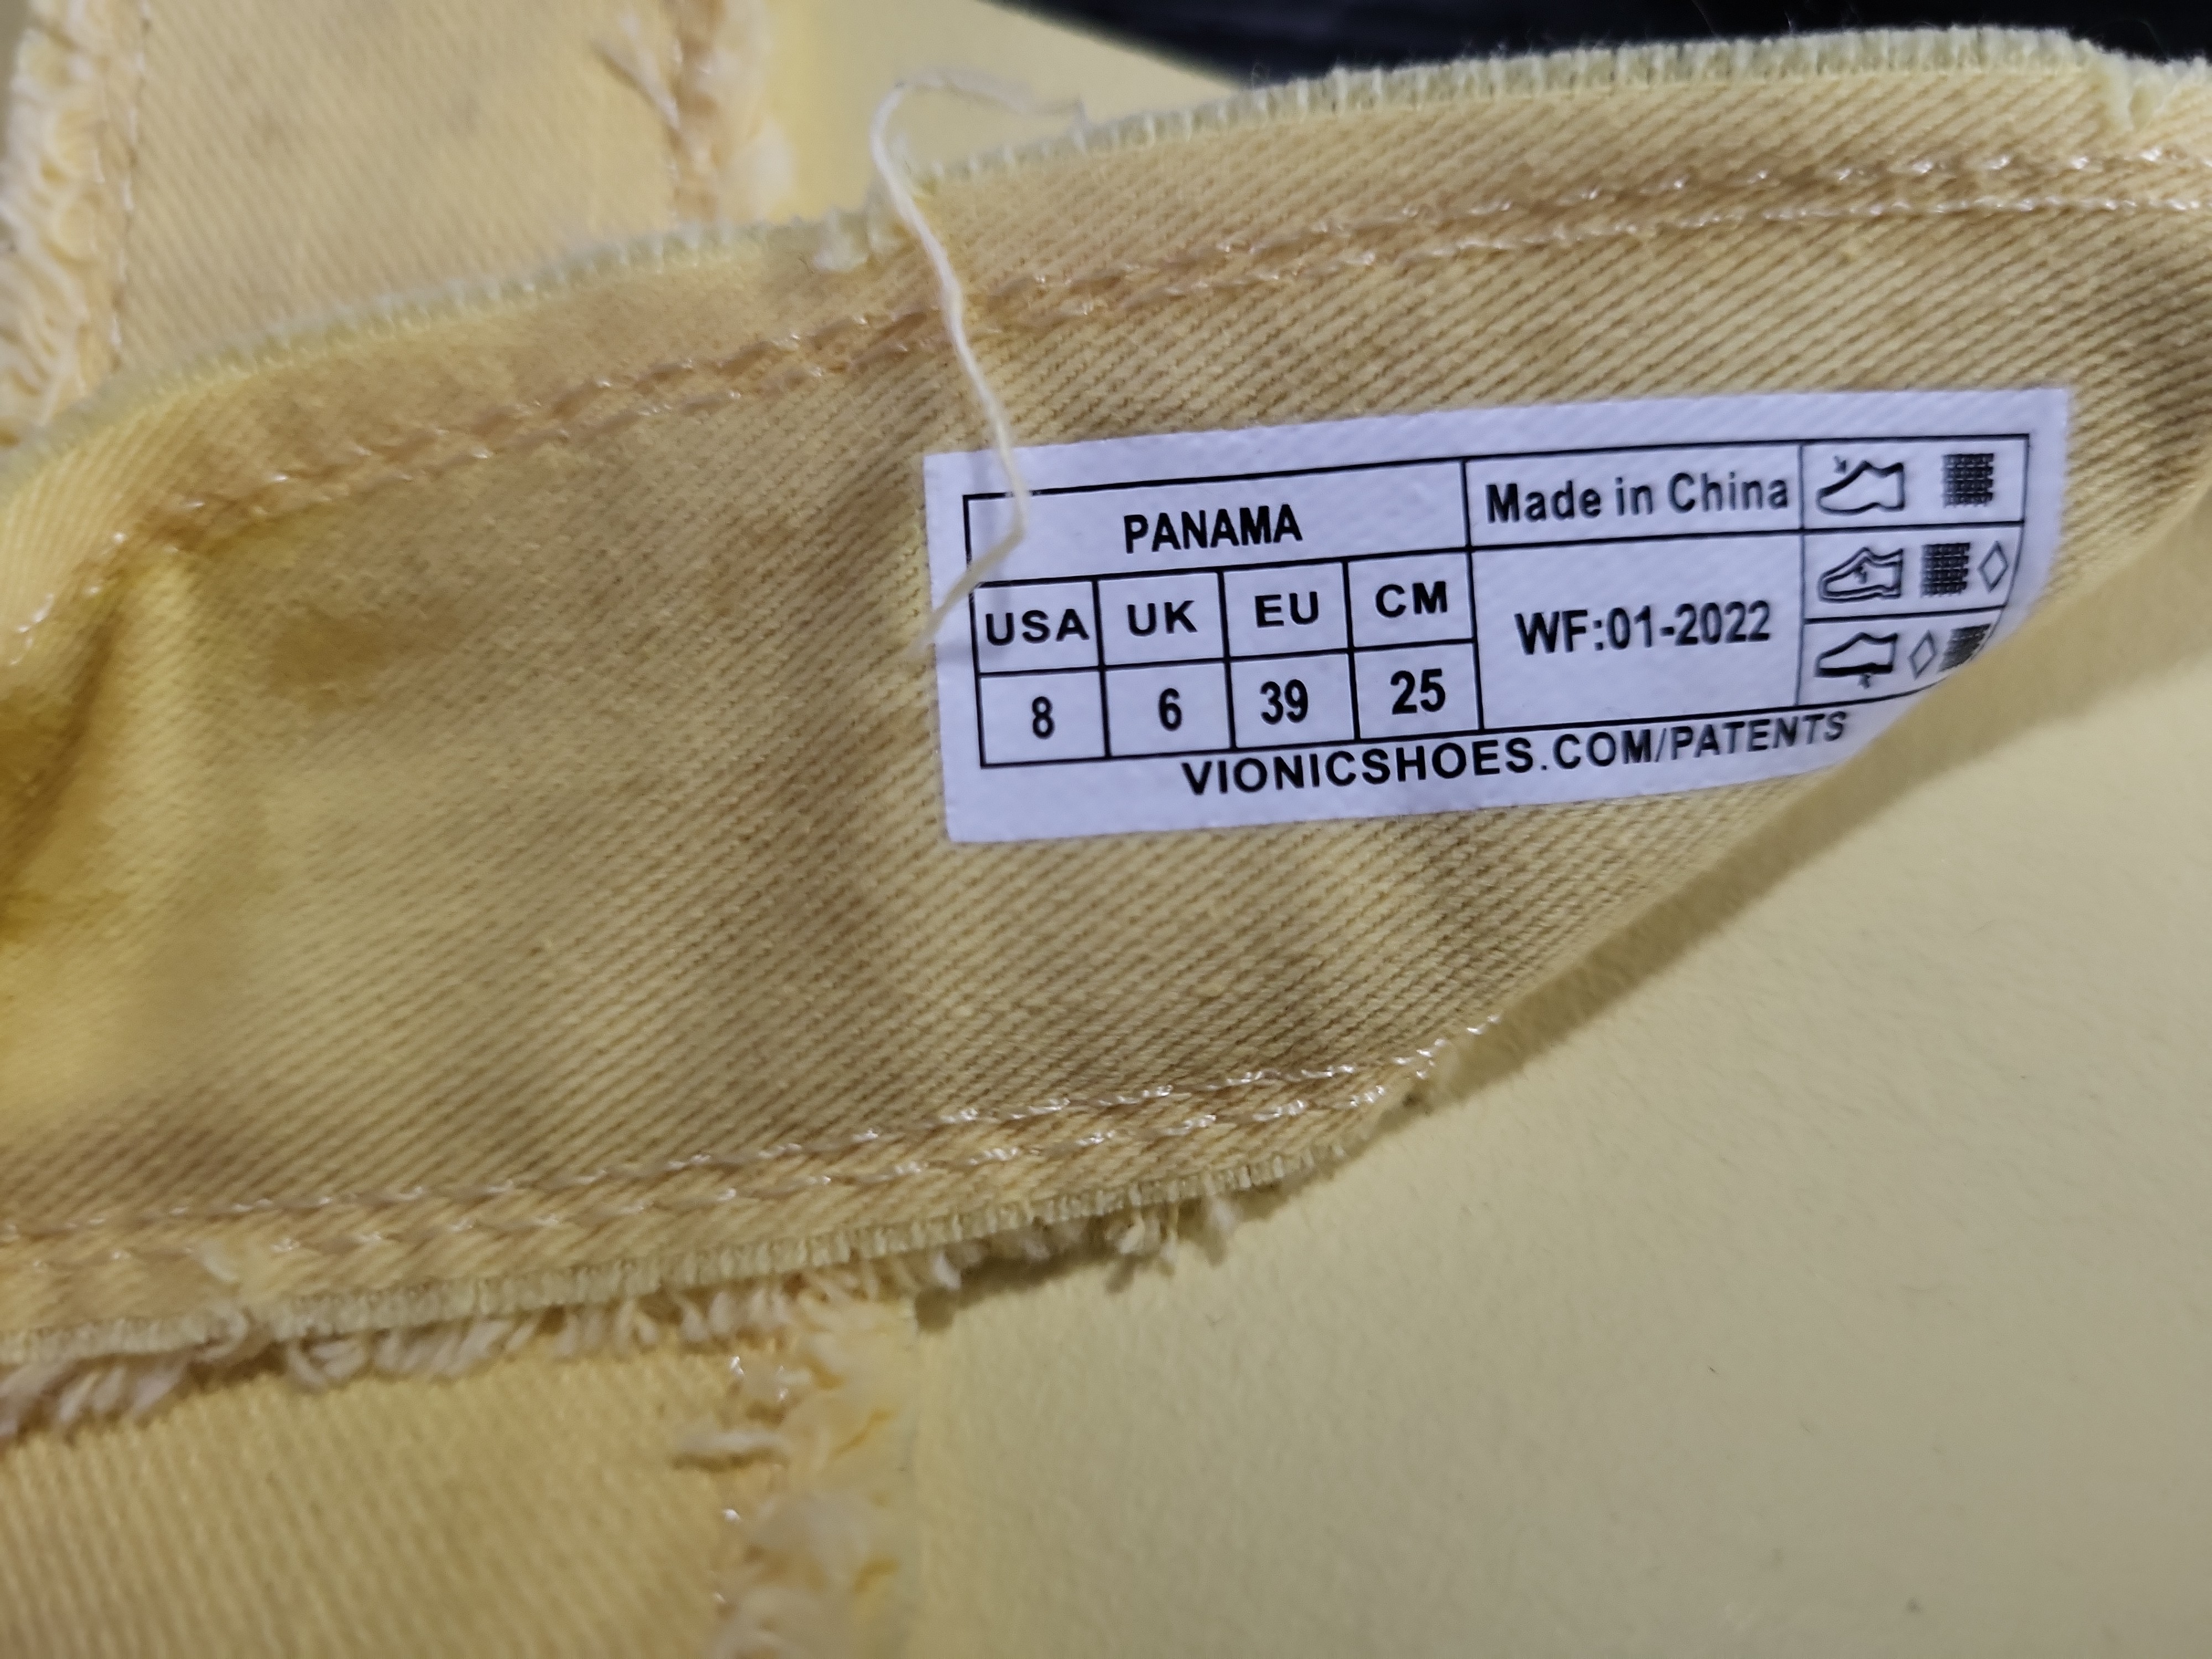 PANAMA Made in China
USA UK EU CM
WF:01-2022
8 6 39 25
VIONICSHOES.COM/PATENTS